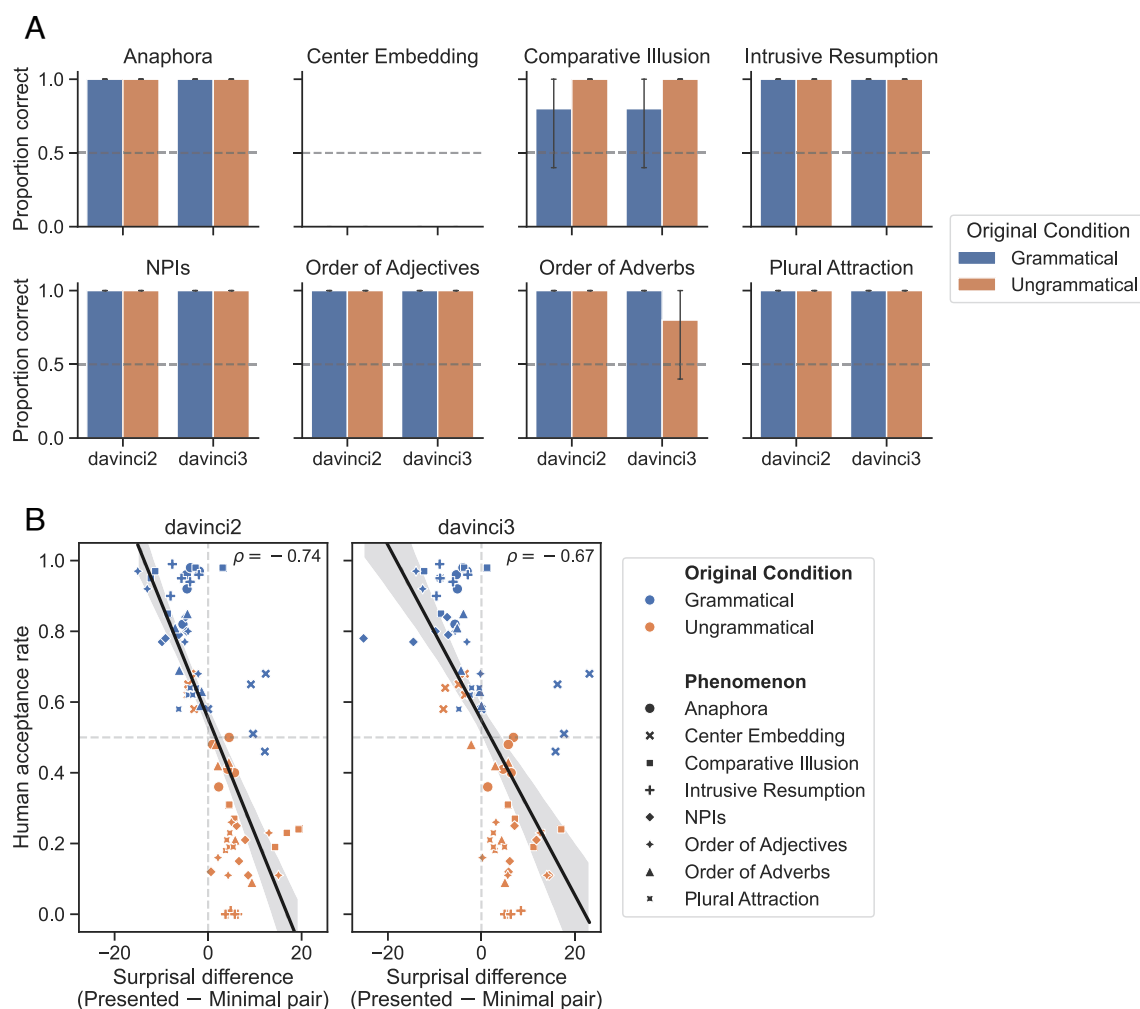 A
Anaphora
Center Embedding
Comparative Illusion
Intrusive Resumption
Proportion correct
1.0
0.5
0.0
Original Condition
Grammatical
Ungrammatical
NPIs
Order of Adjectives
Order of Adverbs
Plural Attraction
Proportion correct
1.0
0.5
0.0
davinci2 davinci3
davinci2 davinci3
davinci2 davinci3
davinci2 davinci3
B
davinci2
davinci3
ρ = −0.74
ρ = −0.67
Human acceptance rate
1.0
0.8
0.6
0.4
0.2
0.0
−20 0 20
−20 0 20
Surprisal difference
(Presented − Minimal pair)
Surprisal difference
(Presented − Minimal pair)
Original Condition
Grammatical
Ungrammatical
Phenomenon
Anaphora
Center Embedding
Comparative Illusion
Intrusive Resumption
NPIs
Order of Adjectives
Order of Adverbs
Plural Attraction